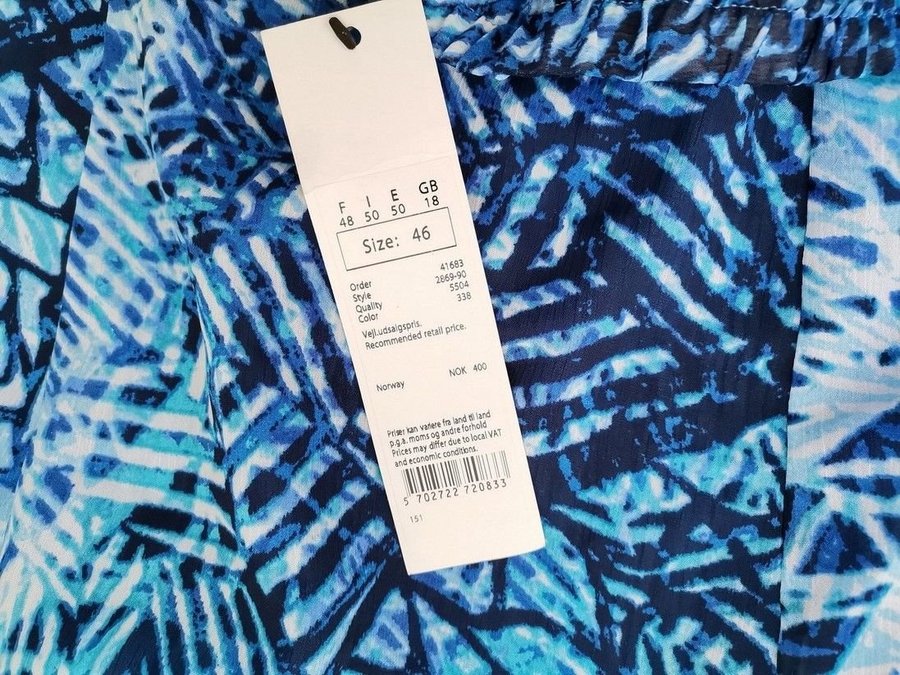 F I E GB
48 50 50 18
Size: 46
Order 41683
Style 2869-90
Quality 5504
Color 338
Vejl.udsalgspris.
Recommended retail price.
Norway NOK 400
Priser kan variere fra land til land
p.g.a. moms og andre forhold
Prices may differ due to local VAT
and economic conditions.
5 702722 720833
151